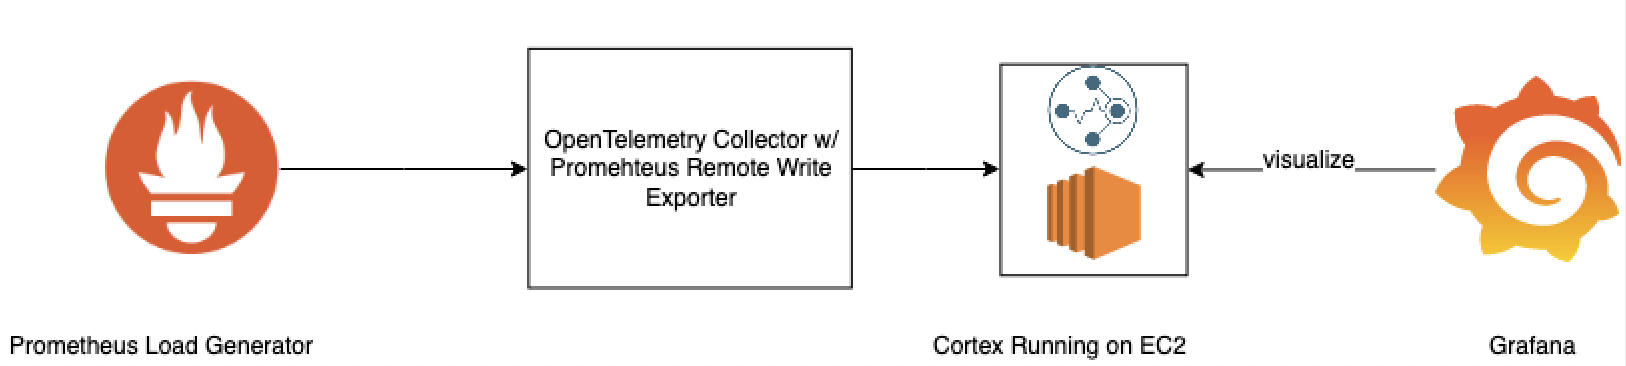 OpenTelemetry Collector w/
Promehteus Remote Write
Exporter
visualize
Prometheus Load Generator
Cortex Running on EC2
Grafana